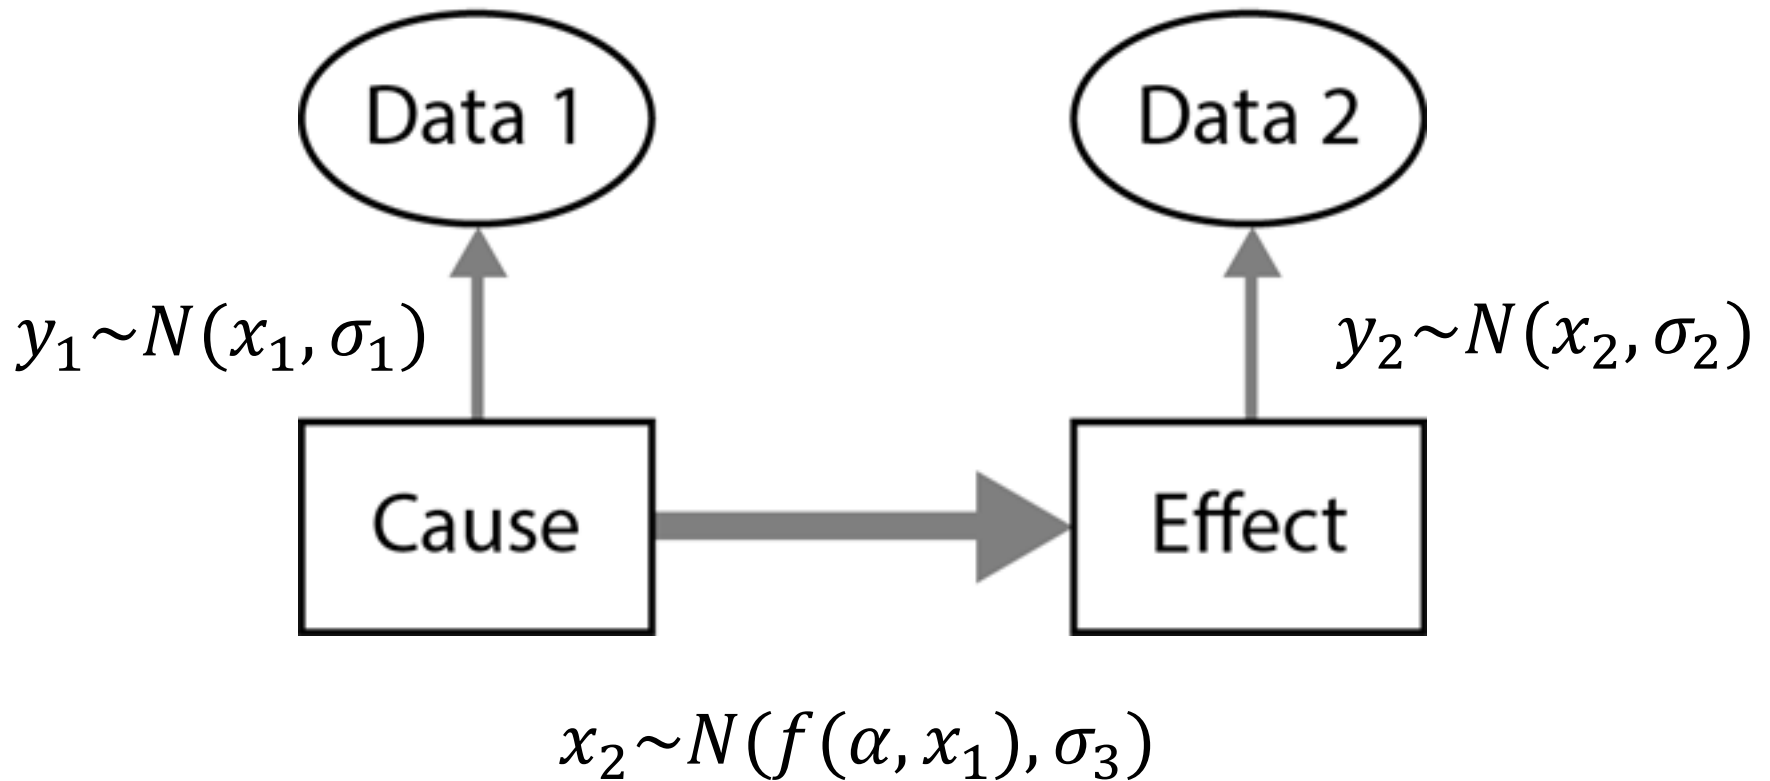 Data 1
Data 2
y₁~N(x₁, σ₁)
y₂~N(x₂, σ₂)
Cause
Effect
x₂~N(f(α, x₁), σ₃)